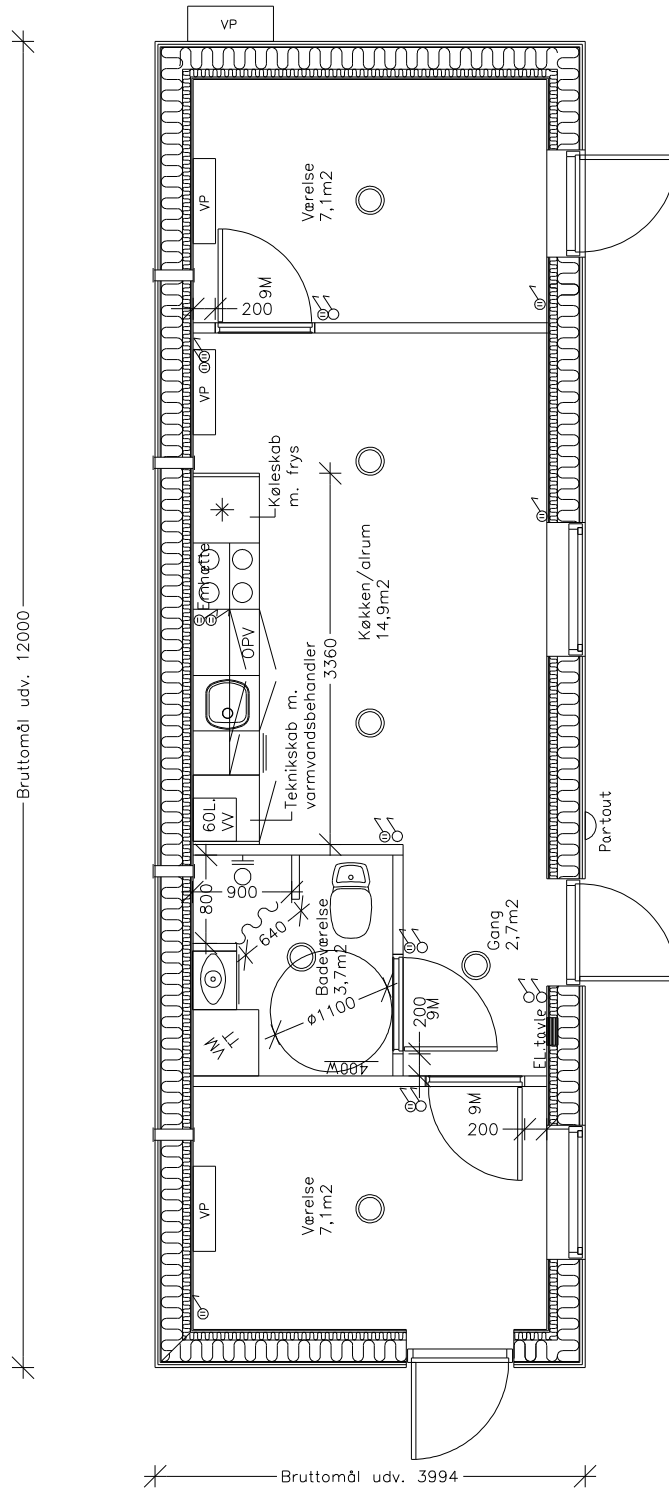 VP
Bruttomål udv. 12000
VP
Værelse
7,1m2
9M
200
VP
Køleskab
m. frys
Emhætte
Køkken/alrum
14,9m2
OPV
3360
Teknikskab m.
varmvandsbehandler
60L.
VV
Partout
800
900
640
Badeværelse
3,7m2
Gang
2,7m2
ø1100
VM
TT
400W
200
9M
EL tavle
9M
200
VP
Værelse
7,1m2
Bruttomål udv. 3994